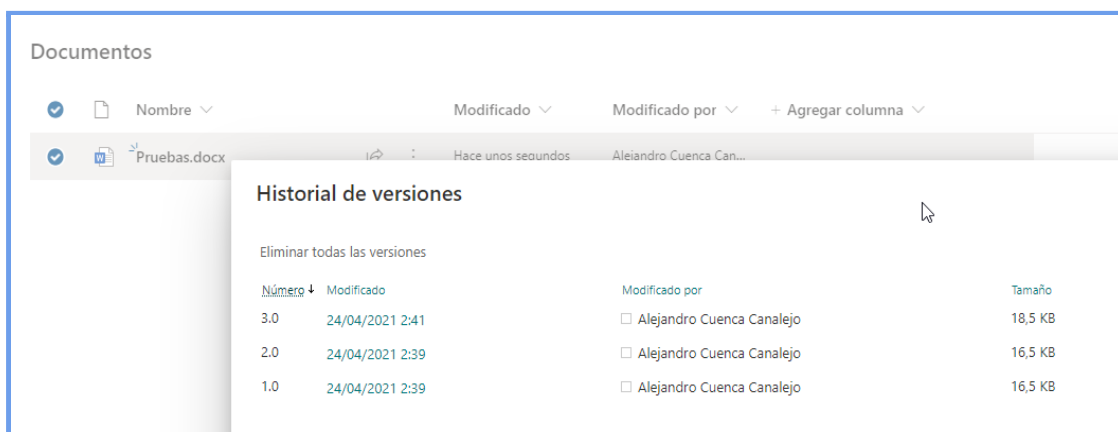 Documentos
Nombre Modificado Modificado por + Agregar columna
Pruebas.docx Hace unos segundos Alejandro Cuenca Can...
Historial de versiones
Eliminar todas las versiones
Número Modificado Modificado por Tamaño
3.0 24/04/2021 2:41 Alejandro Cuenca Canalejo 18,5 KB
2.0 24/04/2021 2:39 Alejandro Cuenca Canalejo 16,5 KB
1.0 24/04/2021 2:39 Alejandro Cuenca Canalejo 16,5 KB